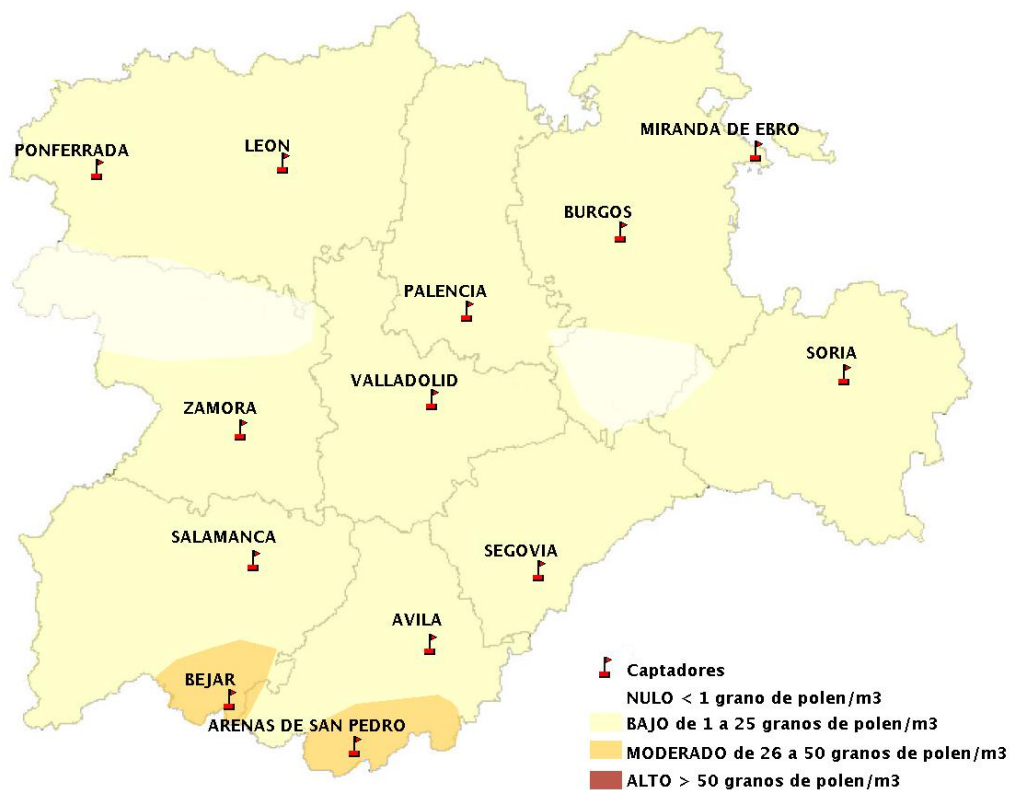 MIRANDA DE EBRO
PONFERRADA
LEON
BURGOS
PALENCIA
SORIA
VALLADOLID
ZAMORA
SALAMANCA
SEGOVIA
AVILA
BEJAR
ARENAS DE SAN PEDRO
Captadores
NULO < 1 grano de polen/m3
BAJO de 1 a 25 granos de polen/m3
MODERADO de 26 a 50 granos de polen/m3
ALTO > 50 granos de polen/m3